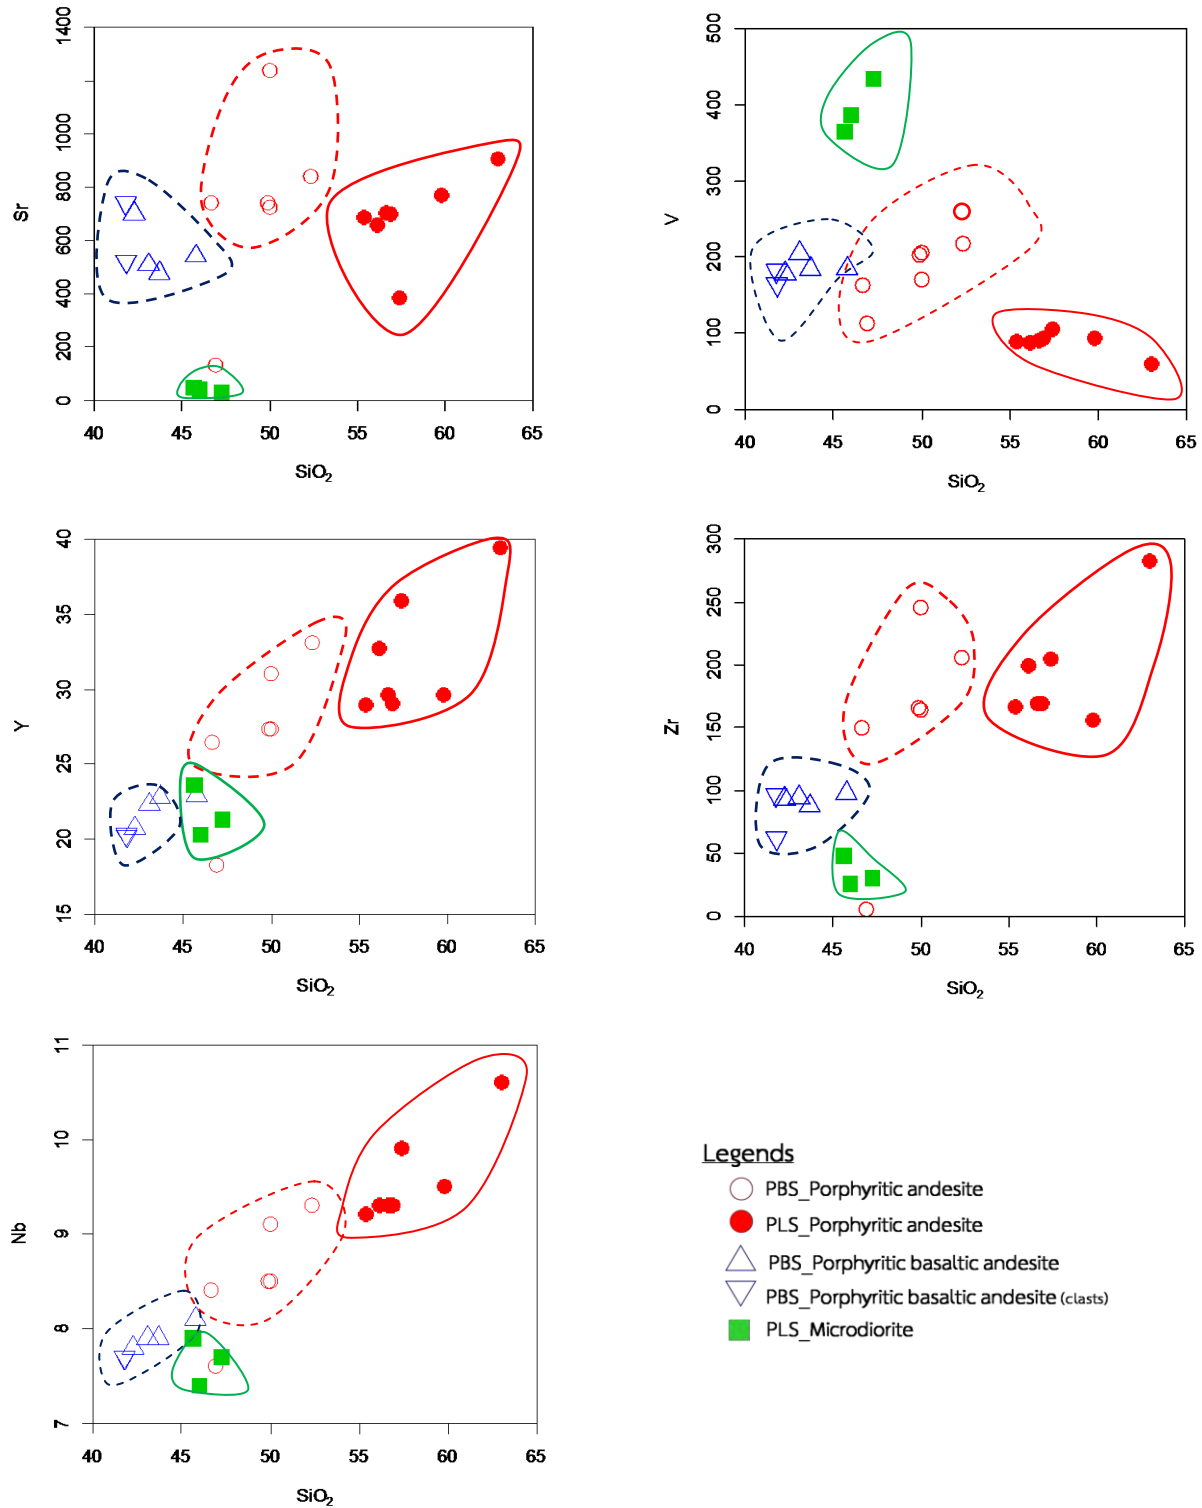 Sr
1400
1000
800
600
400
200
0
40 45 50 55 60 65
SiO₂
V
500
400
300
200
100
0
40 45 50 55 60 65
SiO₂
Y
40
35
30
25
20
15
40 45 50 55 60 65
SiO₂
Zr
300
250
200
150
100
50
0
40 45 50 55 60 65
SiO₂
Nb
11
10
9
8
7
40 45 50 55 60 65
SiO₂
Legends
PBS_Porphyritic andesite
PLS_Porphyritic andesite
PBS_Porphyritic basaltic andesite
PBS_Porphyritic basaltic andesite (clasts)
PLS_Microdiorite